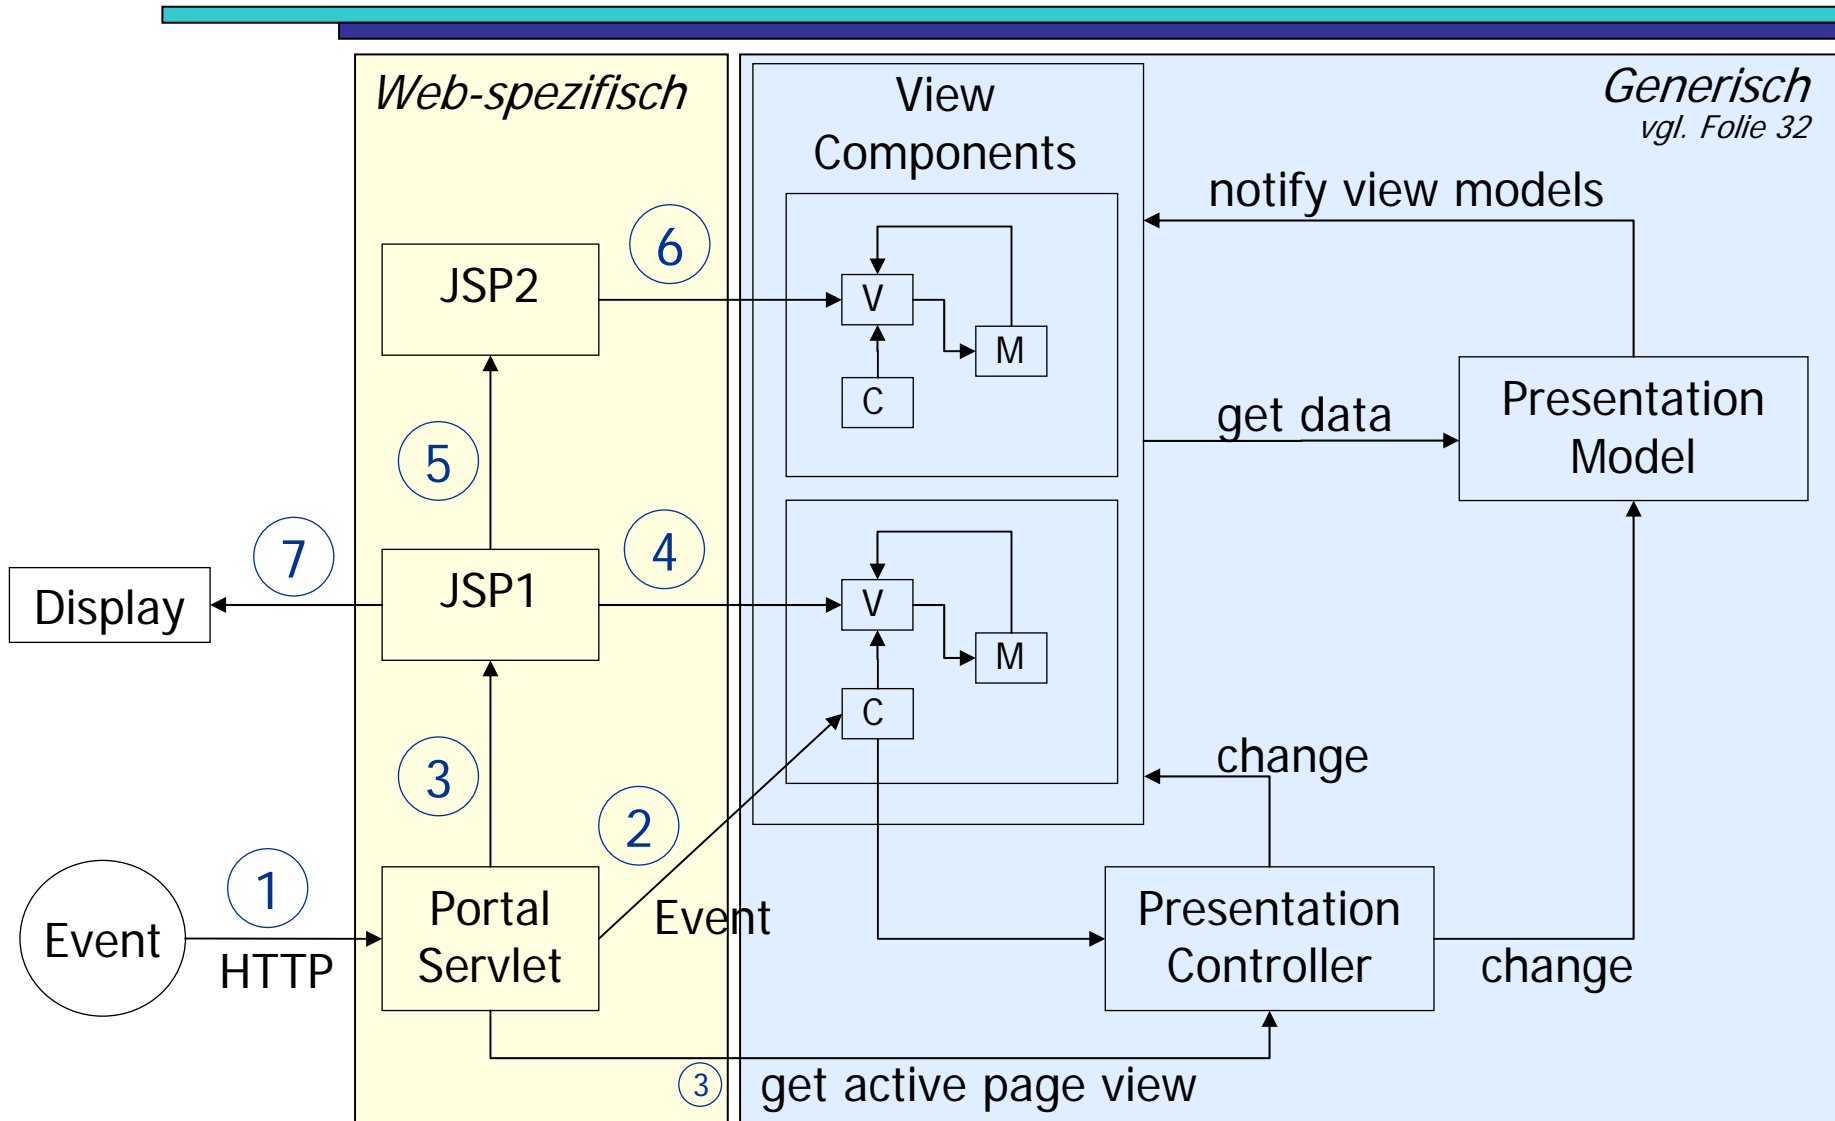 Web-spezifisch
View
Components
Generisch
vgl. Folie 32
notify view models
6
JSP2
V
M
C
get data
Presentation
Model
5
7
4
Display
JSP1
V
M
C
3
2
change
1
Event
HTTP
Portal
Servlet
Event
Presentation
Controller
change
3
get active page view